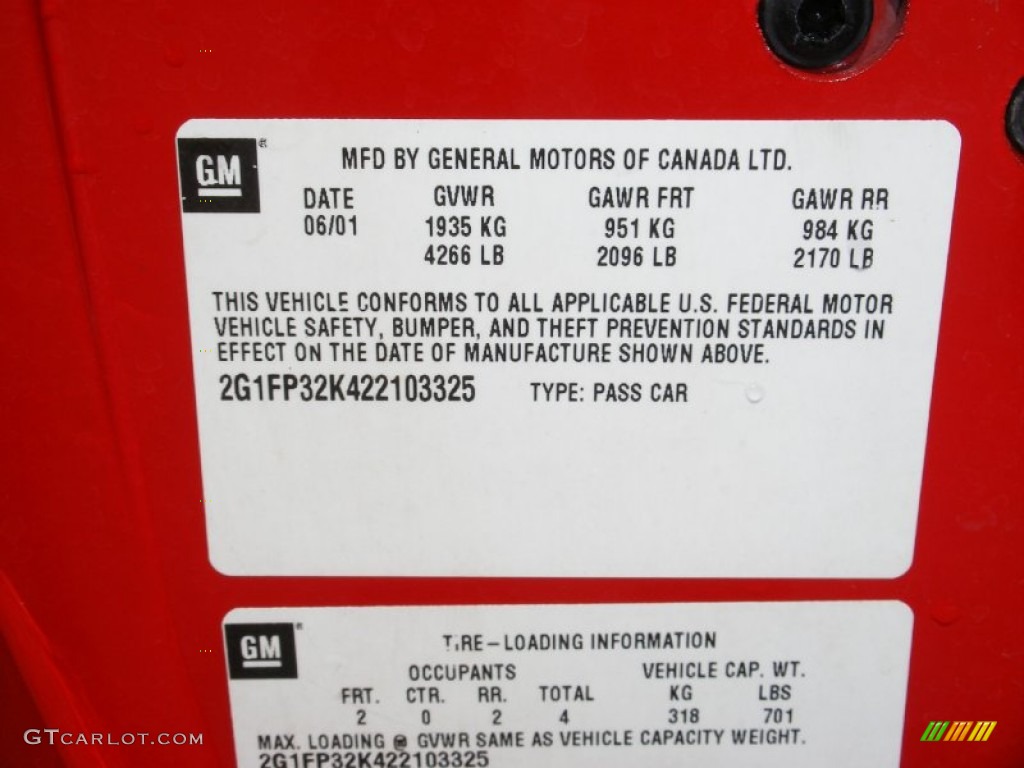 GM®
MFD BY GENERAL MOTORS OF CANADA LTD.
DATE GVWR GAWR FRT GAWR RR
06/01 1935 KG 951 KG 984 KG
4266 LB 2096 LB 2170 LB
THIS VEHICLE CONFORMS TO ALL APPLICABLE U.S. FEDERAL MOTOR
VEHICLE SAFETY, BUMPER, AND THEFT PREVENTION STANDARDS IN
EFFECT ON THE DATE OF MANUFACTURE SHOWN ABOVE.
2G1FP32K422103325 TYPE: PASS CAR
GM®
TIRE-LOADING INFORMATION
OCCUPANTS VEHICLE CAP. WT.
FRT. CTR. RR. TOTAL KG LBS
2 0 2 4 318 701
MAX. LOADING @ GVWR SAME AS VEHICLE CAPACITY WEIGHT.
2G1FP32K422103325
GTCARLOT.COM